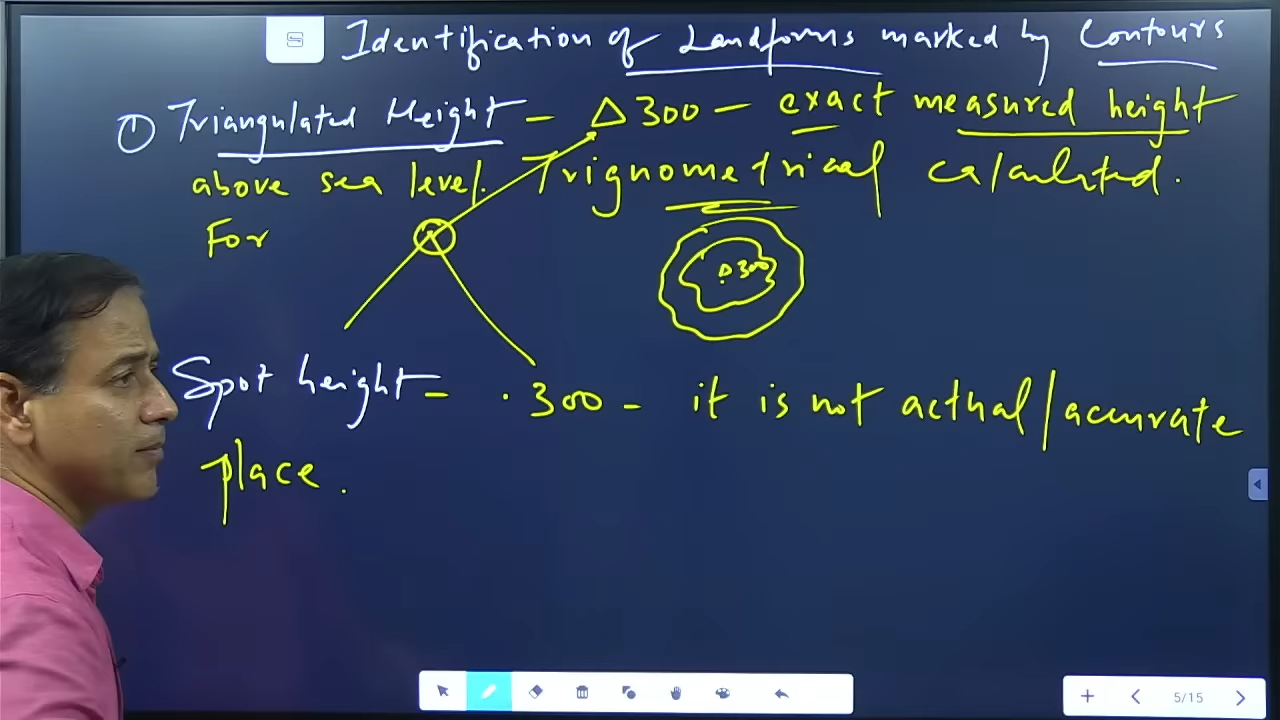 Identification of Landforms marked by Contours
① Triangulated Height - △ 300 - exact measured height
above sea level. Trignometrical calculated.
For
△ 300
Spot height - . 300 - it is not actual/accurate
place.
5/15